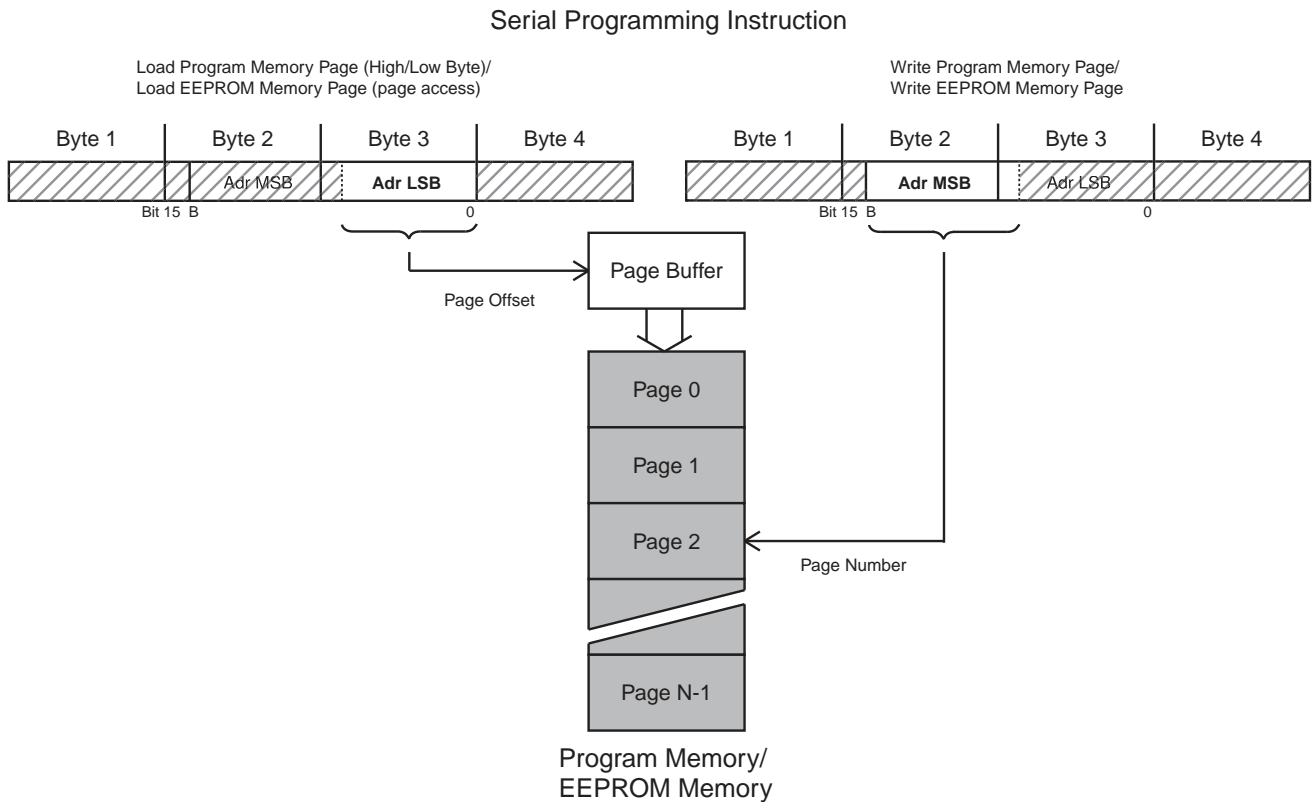 Serial Programming Instruction
Load Program Memory Page (High/Low Byte)/
Load EEPROM Memory Page (page access)
Write Program Memory Page/
Write EEPROM Memory Page
Byte 1 Byte 2 Byte 3 Byte 4
Byte 1 Byte 2 Byte 3 Byte 4
Adr MSB Adr LSB
Adr MSB Adr LSB
Bit 15 B 0
Bit 15 B 0
Page Buffer
Page Offset
Page 0
Page 1
Page 2
Page Number
Page N-1
Program Memory/
EEPROM Memory